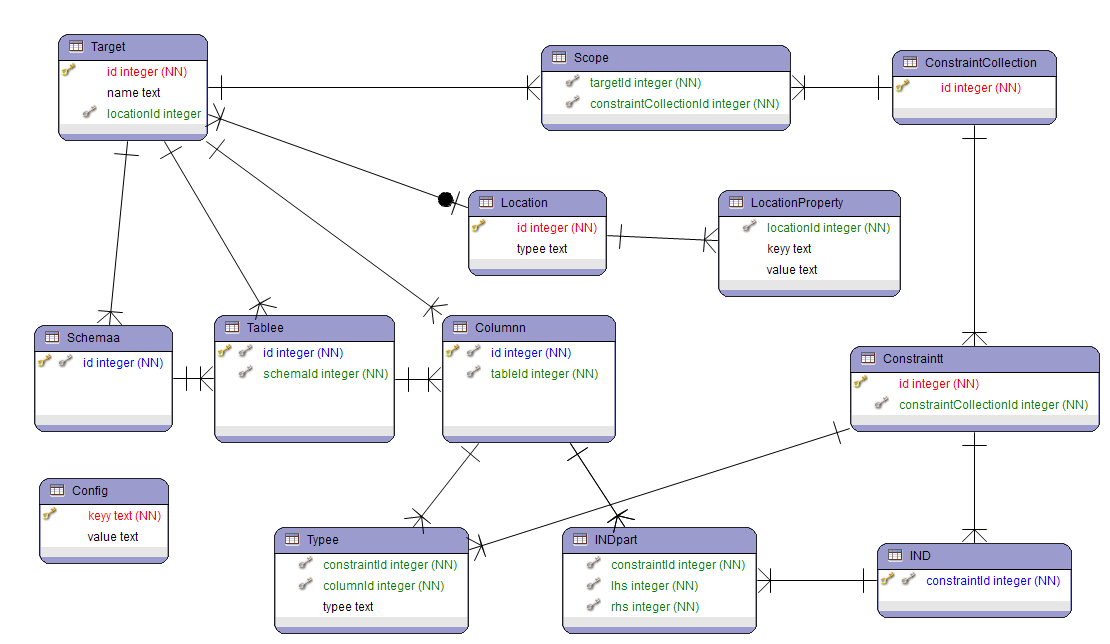 Target
id integer (NN)
name text
locationId integer
Scope
targetId integer (NN)
constraintCollectionId integer (NN)
ConstraintCollection
id integer (NN)
Location
id integer (NN)
typee text
LocationProperty
locationId integer (NN)
keyy text
value text
Schemaa
id integer (NN)
Tablee
id integer (NN)
schemaId integer (NN)
Columnn
id integer (NN)
tableId integer (NN)
Constraintt
id integer (NN)
constraintCollectionId integer (NN)
Config
keyy text (NN)
value text
Typee
constraintId integer (NN)
columnId integer (NN)
typee text
INDpart
constraintId integer (NN)
lhs integer (NN)
rhs integer (NN)
IND
constraintId integer (NN)